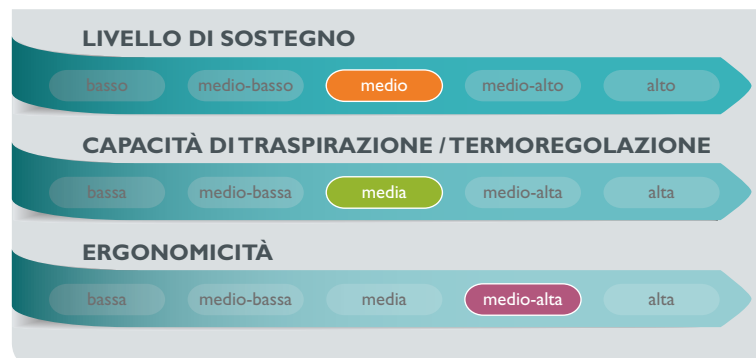 LIVELLO DI SOSTEGNO
basso medio-basso medio medio-alto alto
CAPACITÀ DI TRASPIRAZIONE / TERMOREGOLAZIONE
bassa medio-bassa media medio-alta alta
ERGONOMICITÀ
bassa medio-bassa media medio-alta alta